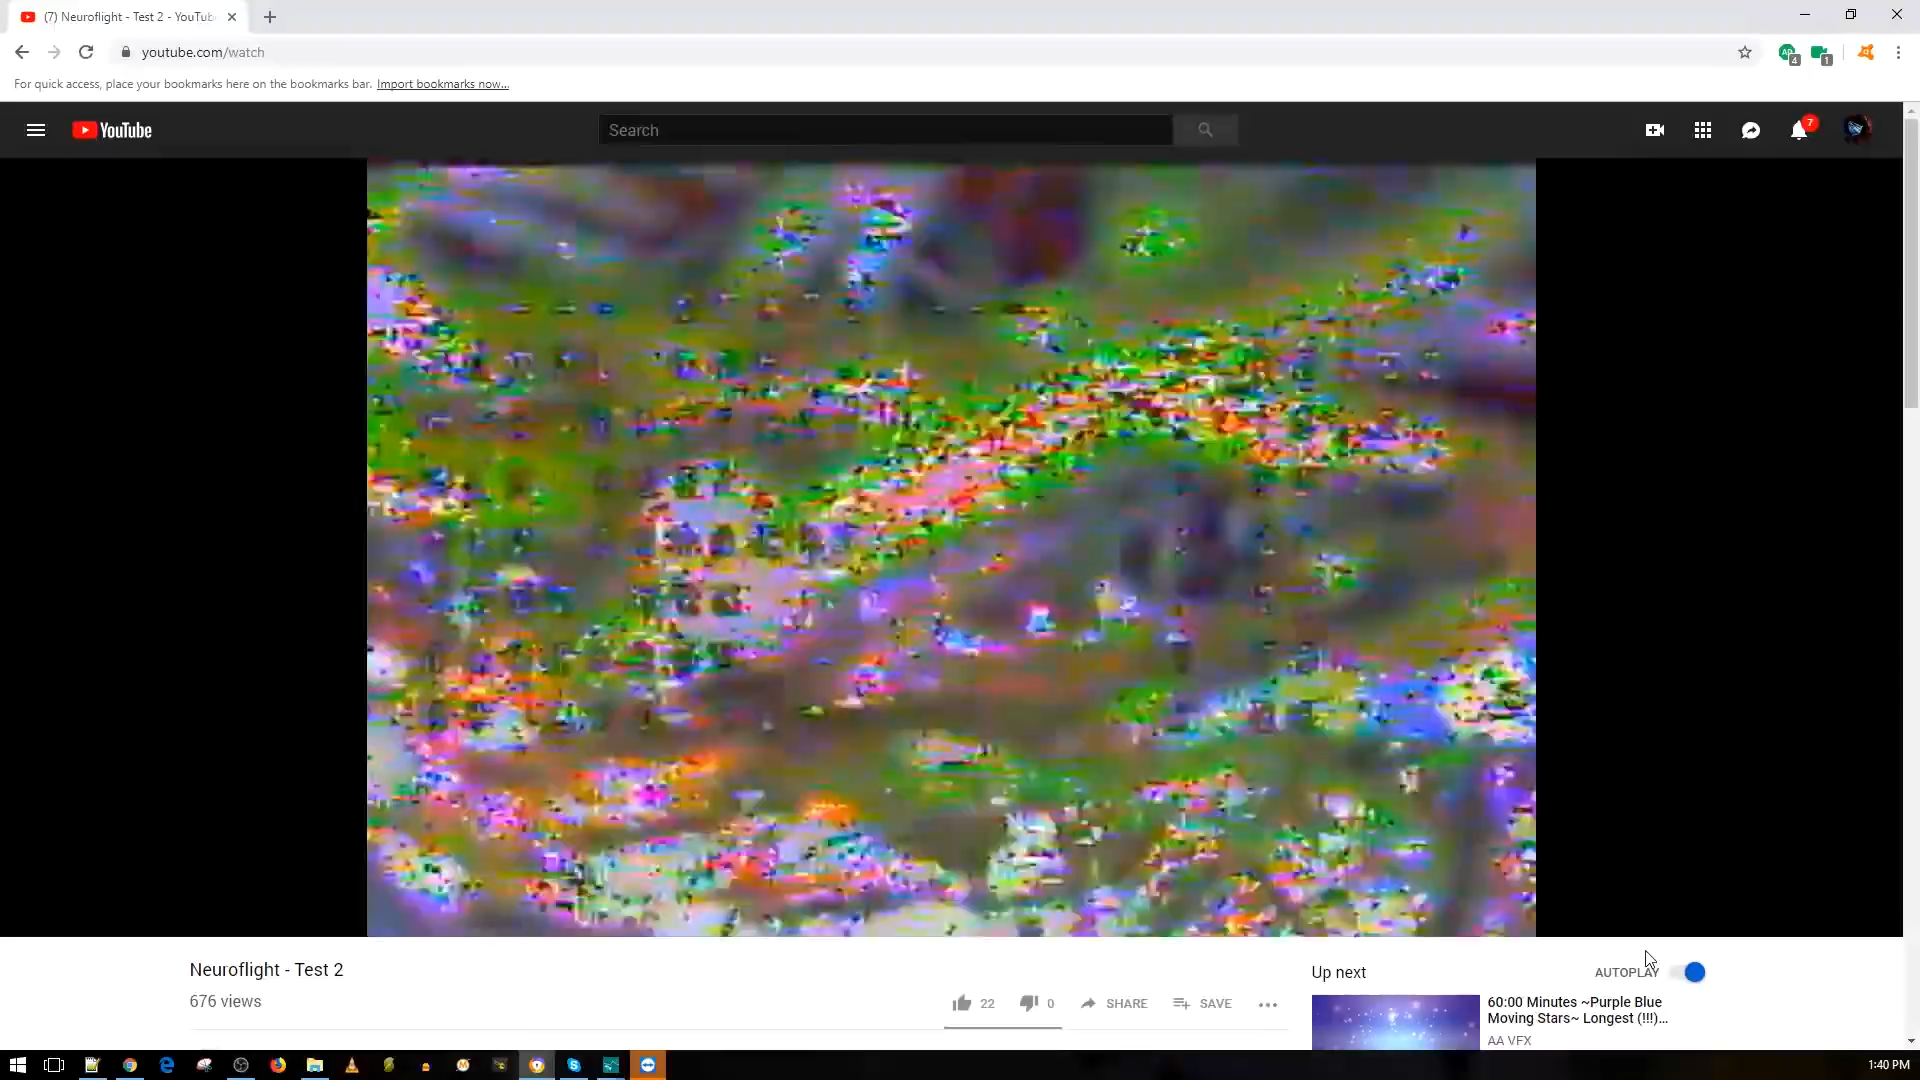 (7) Neuroflight - Test 2 - YouTub
youtube.com/watch
4
1
For quick access, place your bookmarks here on the bookmarks bar. Import bookmarks now...
YouTube
Search
7
Neuroflight - Test 2
676 views
22
0
SHARE
SAVE
Up next
AUTOPLAY
60:00 Minutes ~Purple Blue
Moving Stars~ Longest (!!!)...
AA VFX
1:40 PM